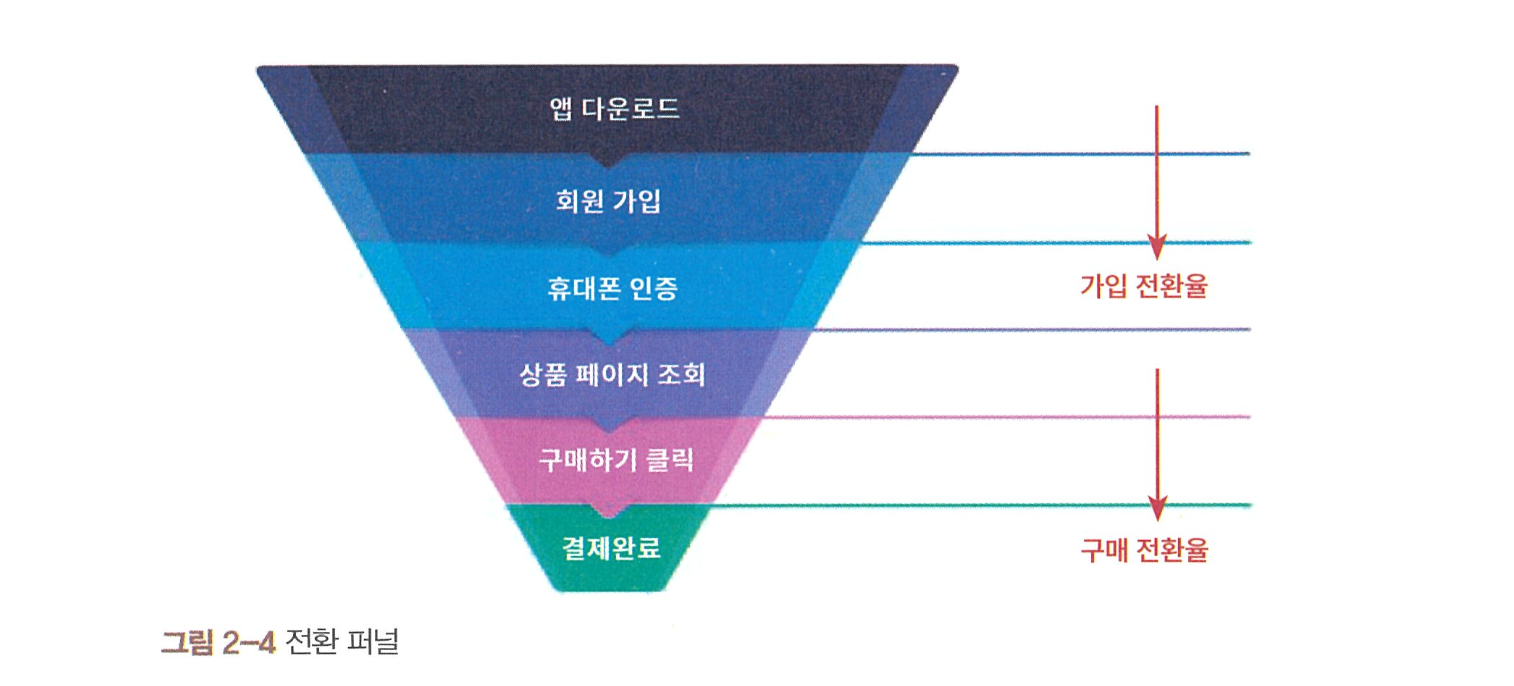 앱 다운로드
회원 가입
휴대폰 인증
가입 전환율
상품 페이지 조회
구매하기 클릭
결제완료
구매 전환율
그림 2-4 전환 퍼널